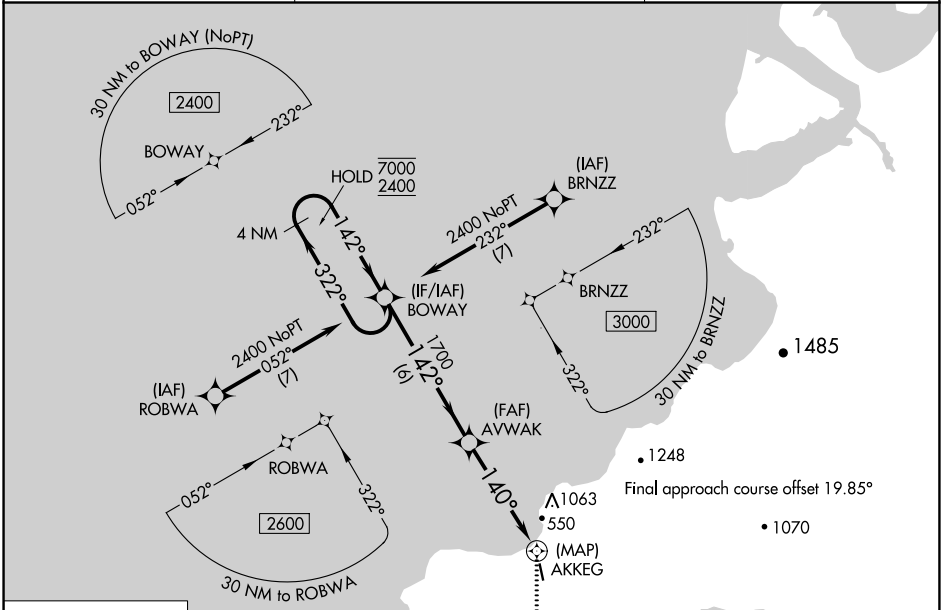 30 NM to BOWAY (NoPT)
2400
232°
BOWAY
052°
HOLD
7000
2400
4 NM
142°
322°
(IAF)
BRNZZ
2400 NoPT
232°
(7)
(IF/IAF)
BOWAY
232°
BRNZZ
3000
322°
30 NM to BRNZZ
1485
2400 NoPT
052°
(7)
(IAF)
ROBWA
1700
142°
(6)
(FAF)
AVWAK
140°
ROBWA
052°
322°
2600
30 NM to ROBWA
1248
Final approach course offset 19.85°
1063
550
1070
(MAP)
AKKEG